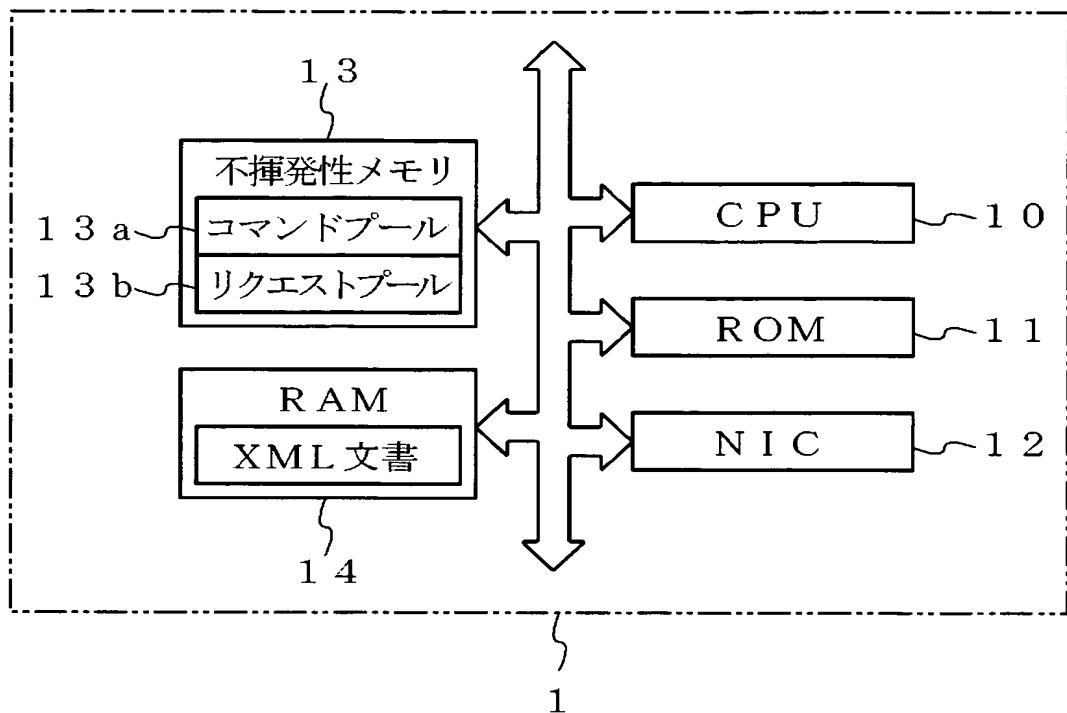 13
不揮発性メモリ
13a
コマンドプール
13b
リクエストプール
RAM
XML文書
14
CPU
10
ROM
11
NIC
12
1